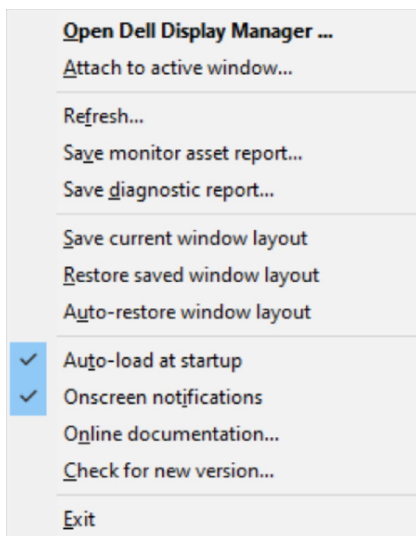 Open Dell Display Manager ...
Attach to active window...
Refresh...
Save monitor asset report...
Save diagnostic report...
Save current window layout
Restore saved window layout
Auto-restore window layout
Auto-load at startup
Onscreen notifications
Online documentation...
Check for new version...
Exit